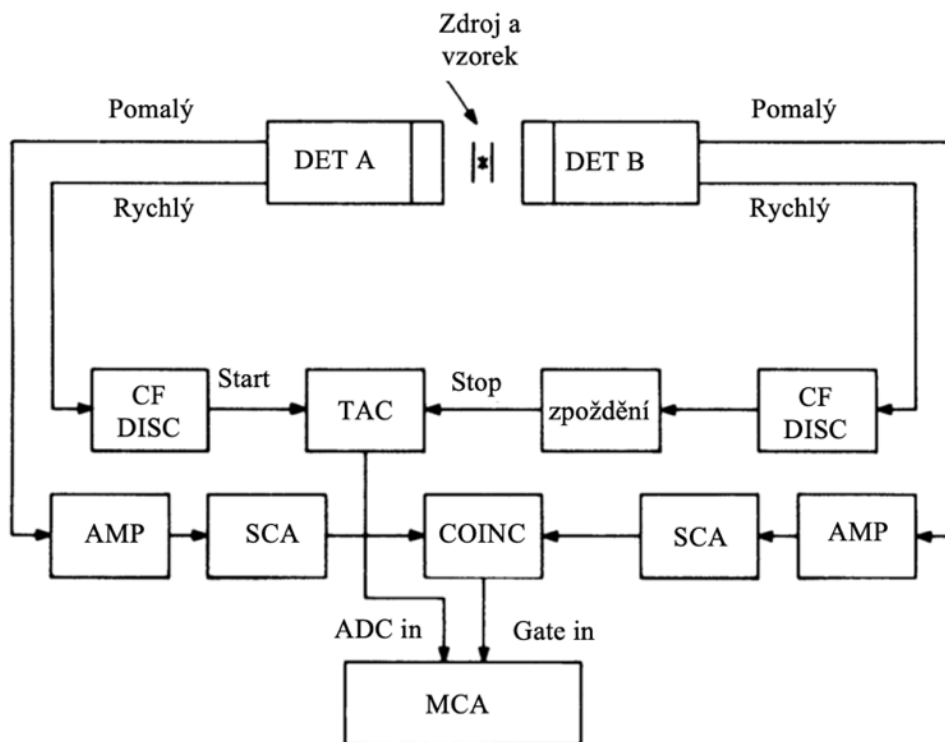 Zdroj a
vzorek
Pomalý
Pomalý
DET A
DET B
Rychlý
Rychlý
CF
DISC
Start
TAC
Stop
zpoždění
CF
DISC
AMP
SCA
COINC
SCA
AMP
ADC in
Gate in
MCA